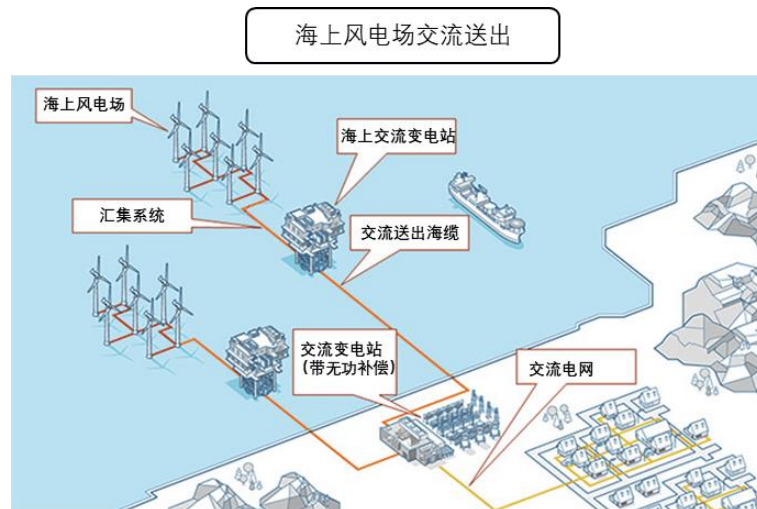 海上风电场交流送出
海上风电场
海上交流变电站
汇集系统
交流送出海缆
交流变电站
（带无功补偿）
交流电网